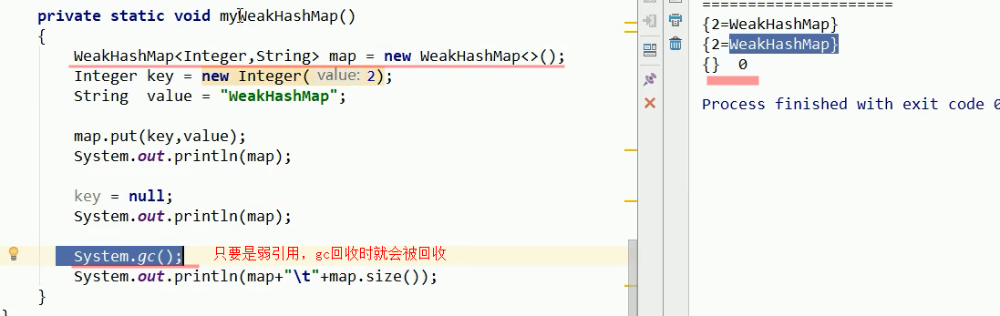 private static void myWeakHashMap()
{
WeakHashMap<Integer,String> map = new WeakHashMap<>();
Integer key = new Integer( value: 2);
String  value = "WeakHashMap";
map.put(key,value);
System.out.println(map);
key = null;
System.out.println(map);
System.gc(); 只要是弱引用，gc回收时就会被回收
System.out.println(map+"\t"+map.size());
}
=====================
{2=WeakHashMap}
{2=WeakHashMap}
{}  0
Process finished with exit code 0